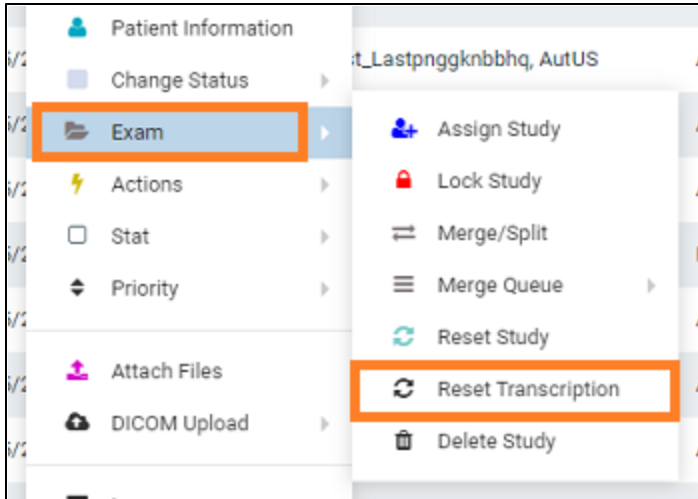 Patient Information
st_Lastpnggknbbhq, AutUS
Change Status
Exam
Assign Study
Actions
Lock Study
Stat
Merge/Split
Priority
Merge Queue
Reset Study
Attach Files
Reset Transcription
DICOM Upload
Delete Study